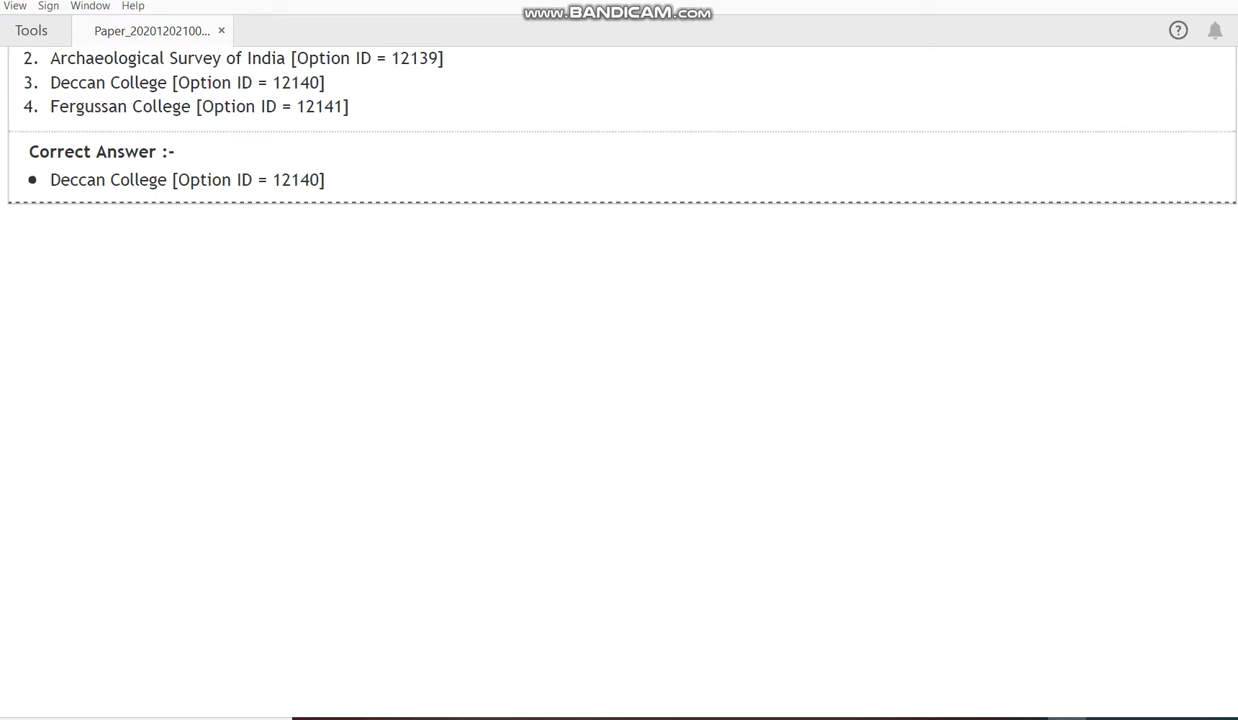 View Sign Window Help
www.BANDICAM.com
Tools Paper_20201202100... ×
2. Archaeological Survey of India [Option ID = 12139]
3. Deccan College [Option ID = 12140]
4. Fergussan College [Option ID = 12141]
Correct Answer :-
• Deccan College [Option ID = 12140]